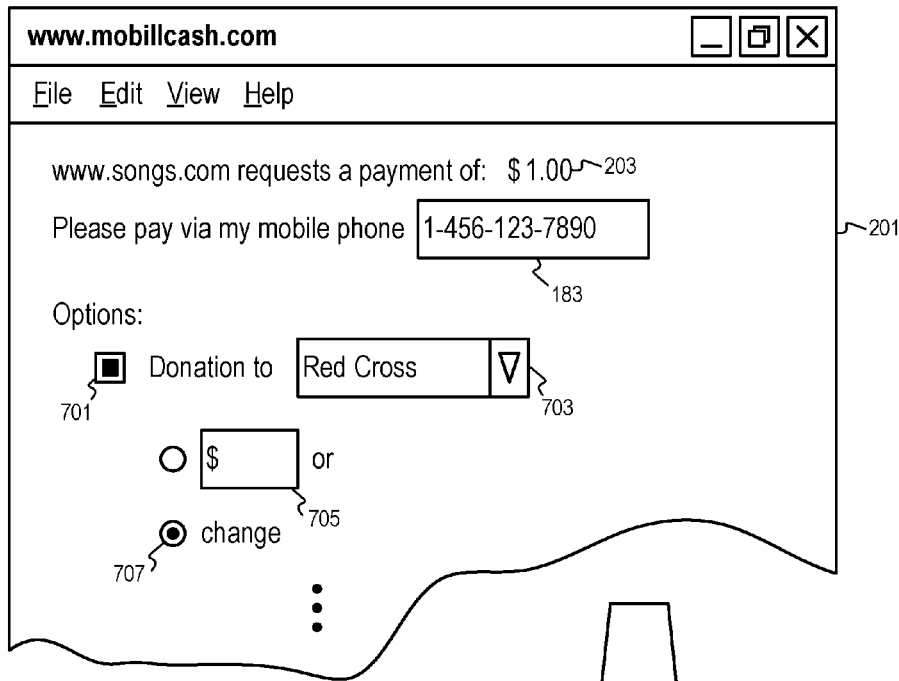 www.mobillcash.com
File Edit View Help
www.songs.com requests a payment of: $1.00 203
Please pay via my mobile phone 1-456-123-7890
201
183
Options:
Donation to Red Cross
701
703
$ or
705
change
707